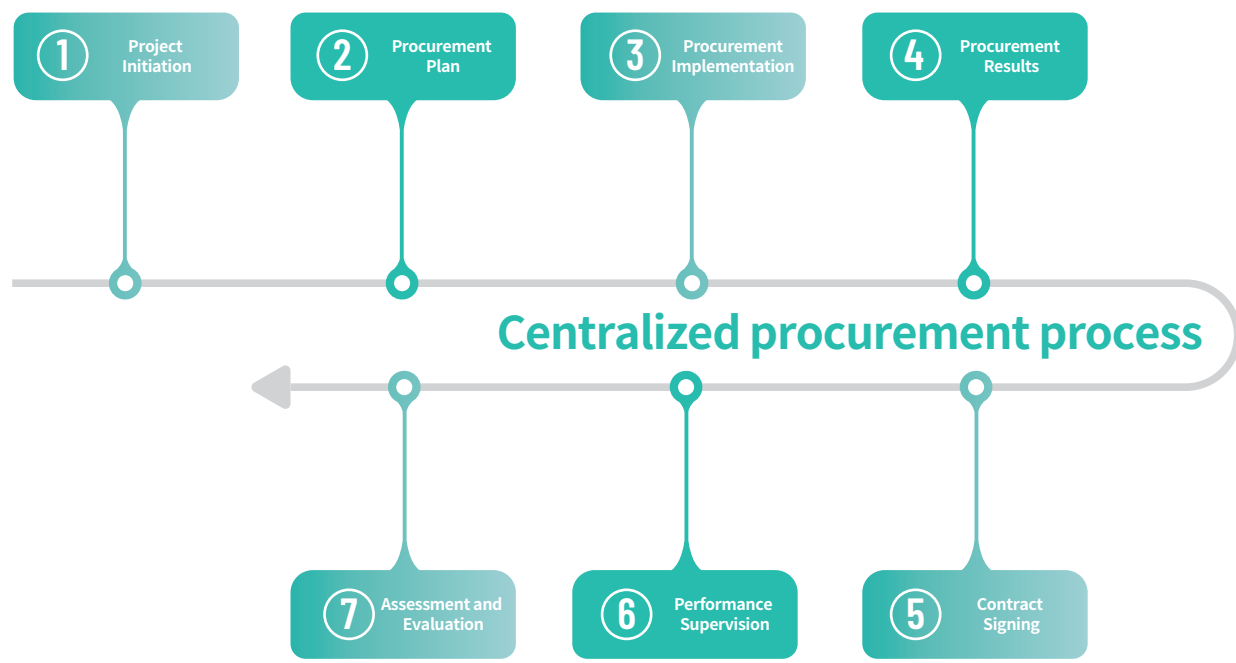 1
Project
Initiation
2
Procurement
Plan
3
Procurement
Implementation
4
Procurement
Results
Centralized procurement process
7
Assessment and
Evaluation
6
Performance
Supervision
5
Contract
Signing